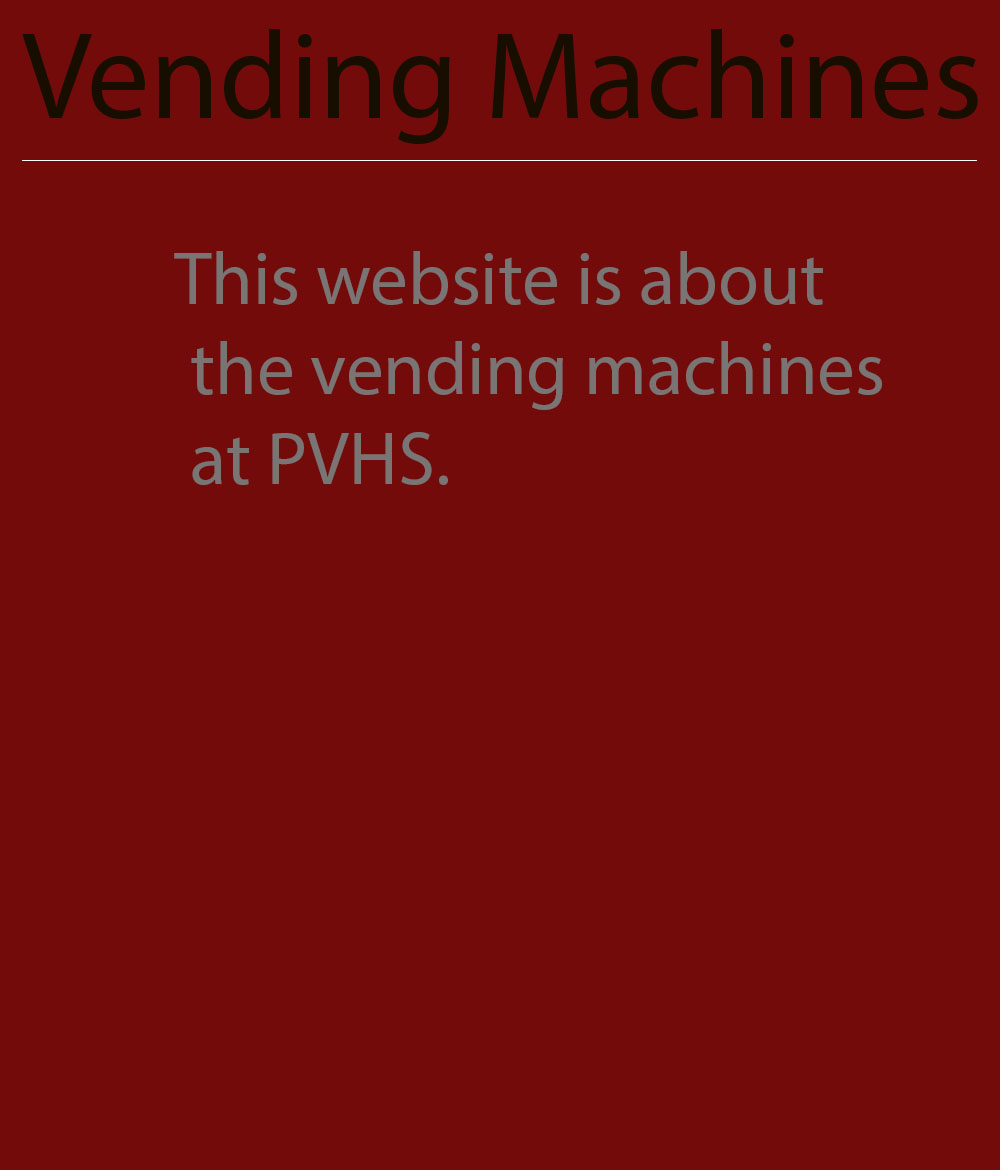 Vending Machines
This website is about
the vending machines
at PVHS.